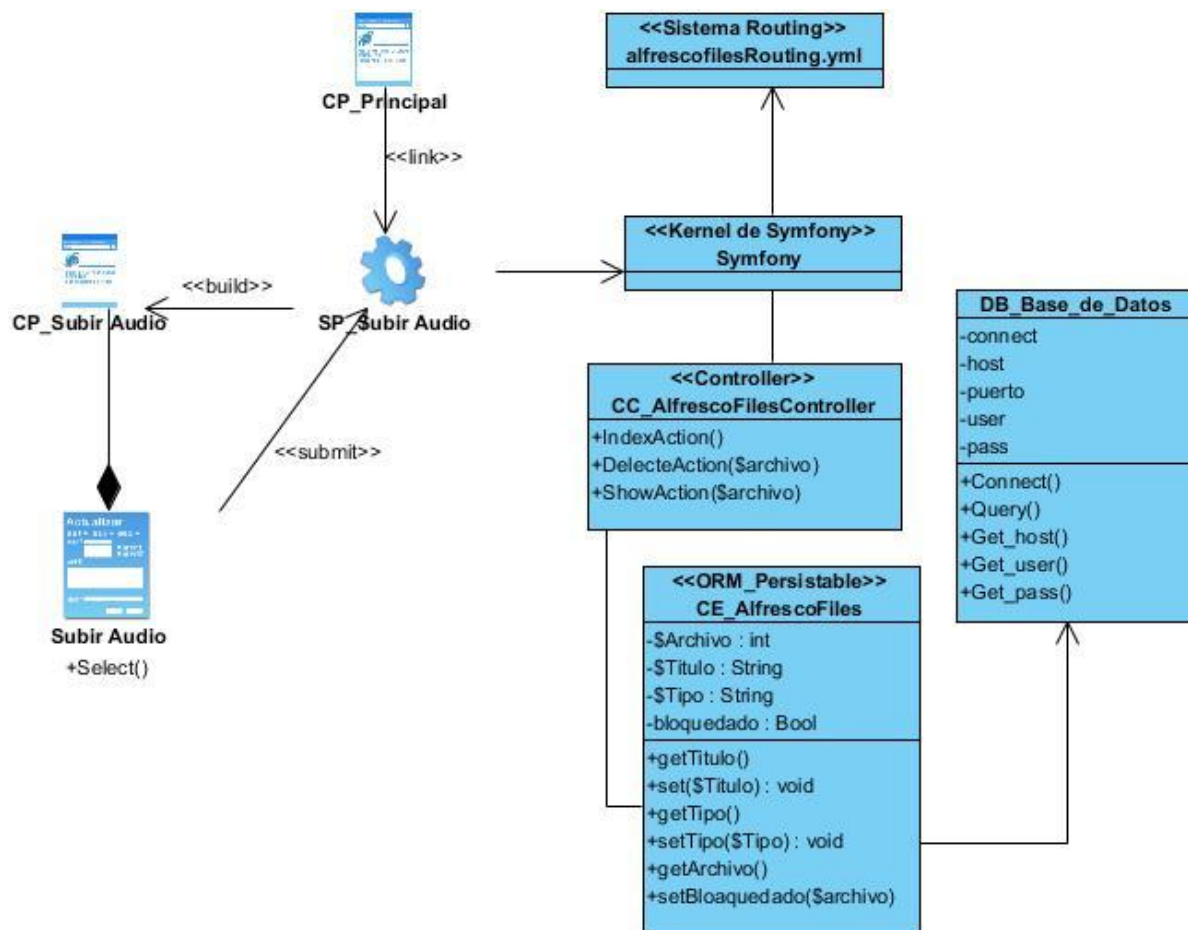 CP_Principal
<<link>>
<<Sistema Routing>>
alfrescofilesRouting.yml
<<Kernel de Symfony>>
Symfony
CP_Subir Audio
<<build>>
SP_Subir Audio
<<submit>>
Actualizar
Subir Audio
+Select()
<<Controller>>
CC_AlfrescoFilesController
+IndexAction()
+DelecteAction($archivo)
+ShowAction($archivo)
<<ORM_Persistable>>
CE_AlfrescoFiles
-$Archivo : int
-$Titulo : String
-$Tipo : String
-bloquedado : Bool
+getTitulo()
+set($Titulo) : void
+getTipo()
+setTipo($Tipo) : void
+getArchivo()
+setBloaquedado($archivo)
DB_Base_de_Datos
-connect
-host
-puerto
-user
-pass
+Connect()
+Query()
+Get_host()
+Get_user()
+Get_pass()